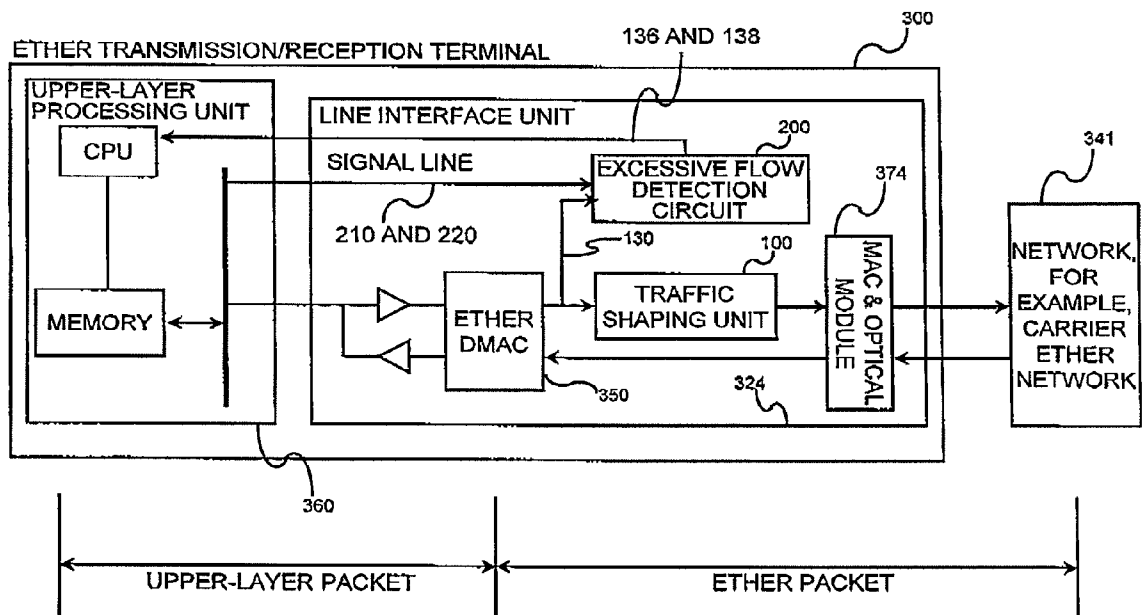 136 AND 138
300
ETHER TRANSMISSION/RECEPTION TERMINAL
UPPER-LAYER
PROCESSING UNIT
CPU
MEMORY
LINE INTERFACE UNIT
SIGNAL LINE
210 AND 220
200
EXCESSIVE FLOW
DETECTION
CIRCUIT
130
100
TRAFFIC
SHAPING UNIT
ETHER
DMAC
350
374
MAC & OPTICAL
MODULE
324
341
NETWORK,
FOR
EXAMPLE,
CARRIER
ETHER
NETWORK
360
UPPER-LAYER PACKET
ETHER PACKET